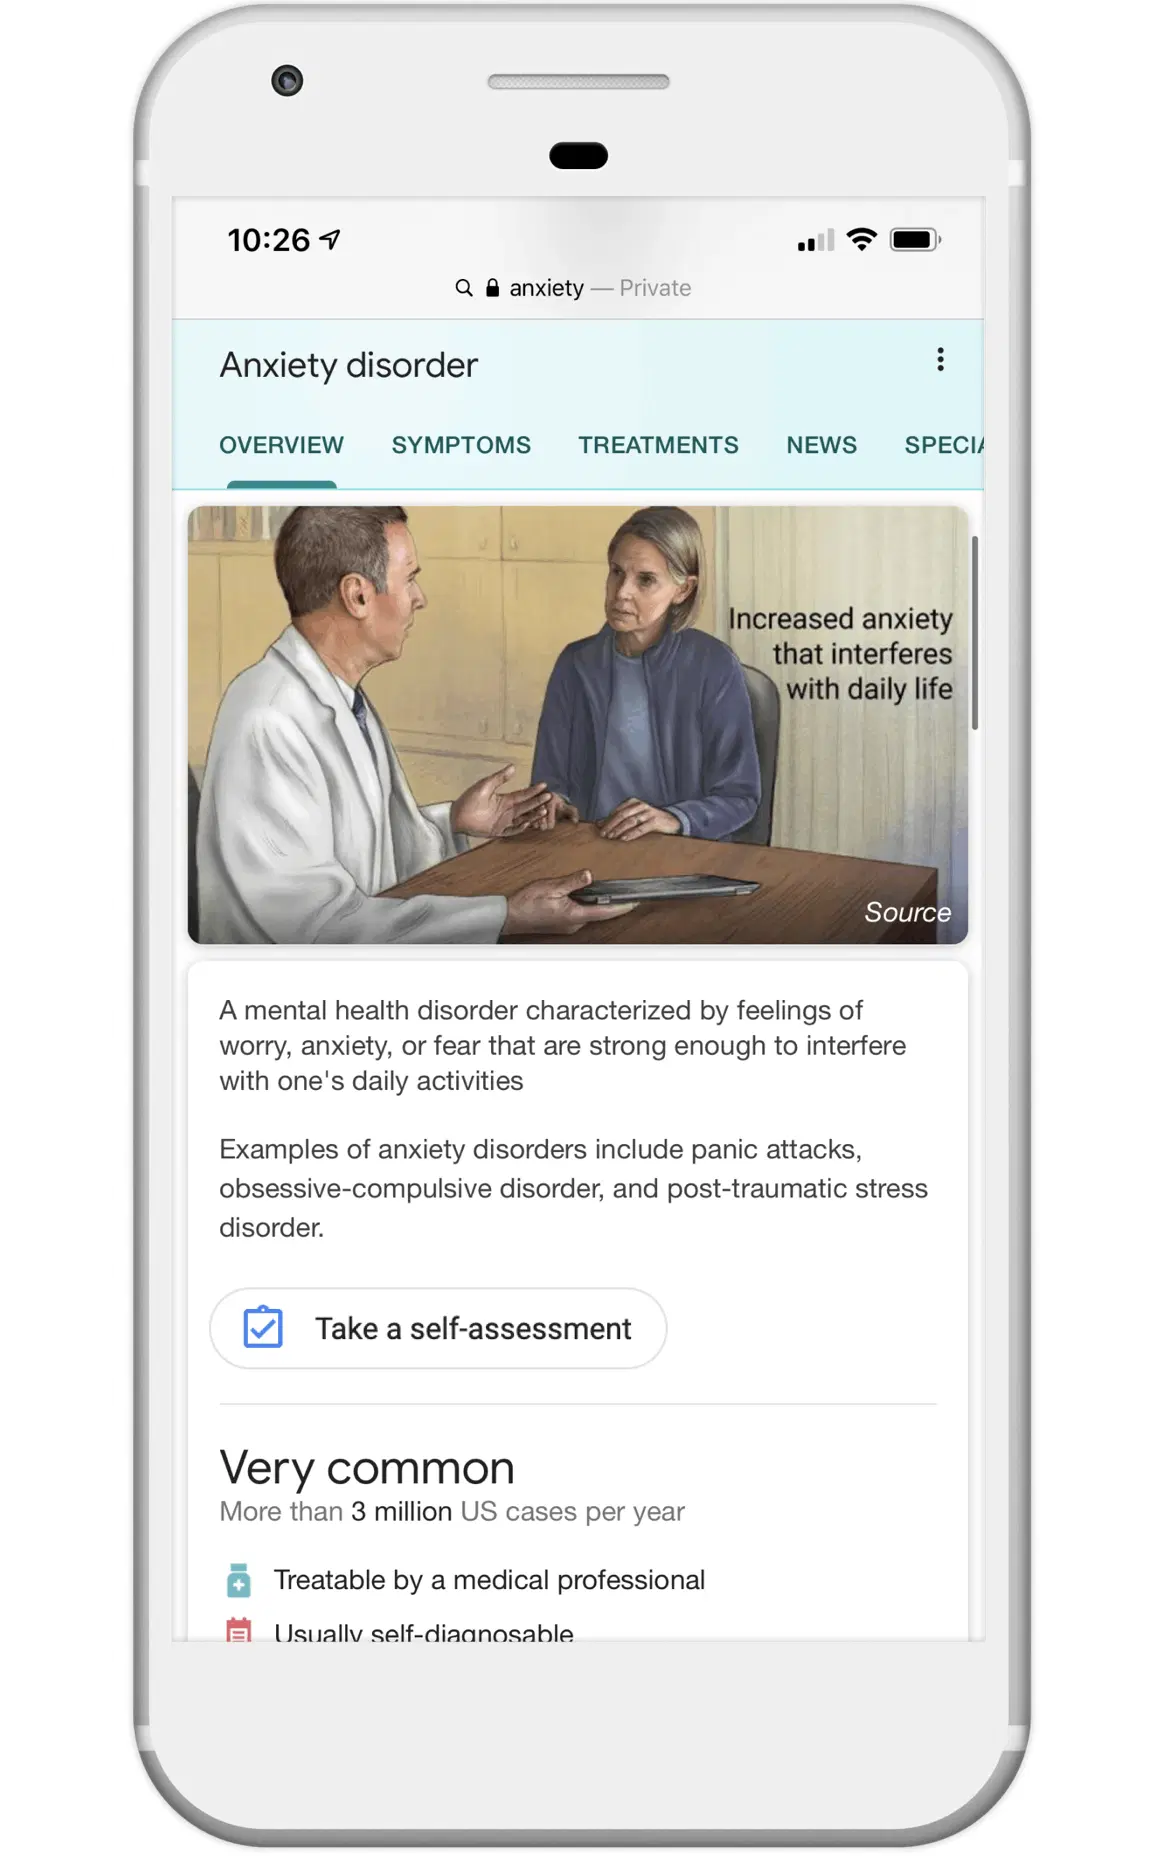 10:26
anxiety — Private
Anxiety disorder
OVERVIEW SYMPTOMS TREATMENTS NEWS SPECIA
Increased anxiety
that interferes
with daily life
Source
A mental health disorder characterized by feelings of
worry, anxiety, or fear that are strong enough to interfere
with one's daily activities
Examples of anxiety disorders include panic attacks,
obsessive-compulsive disorder, and post-traumatic stress
disorder.
Take a self-assessment
Very common
More than 3 million US cases per year
Treatable by a medical professional
Usually self-diagnosable